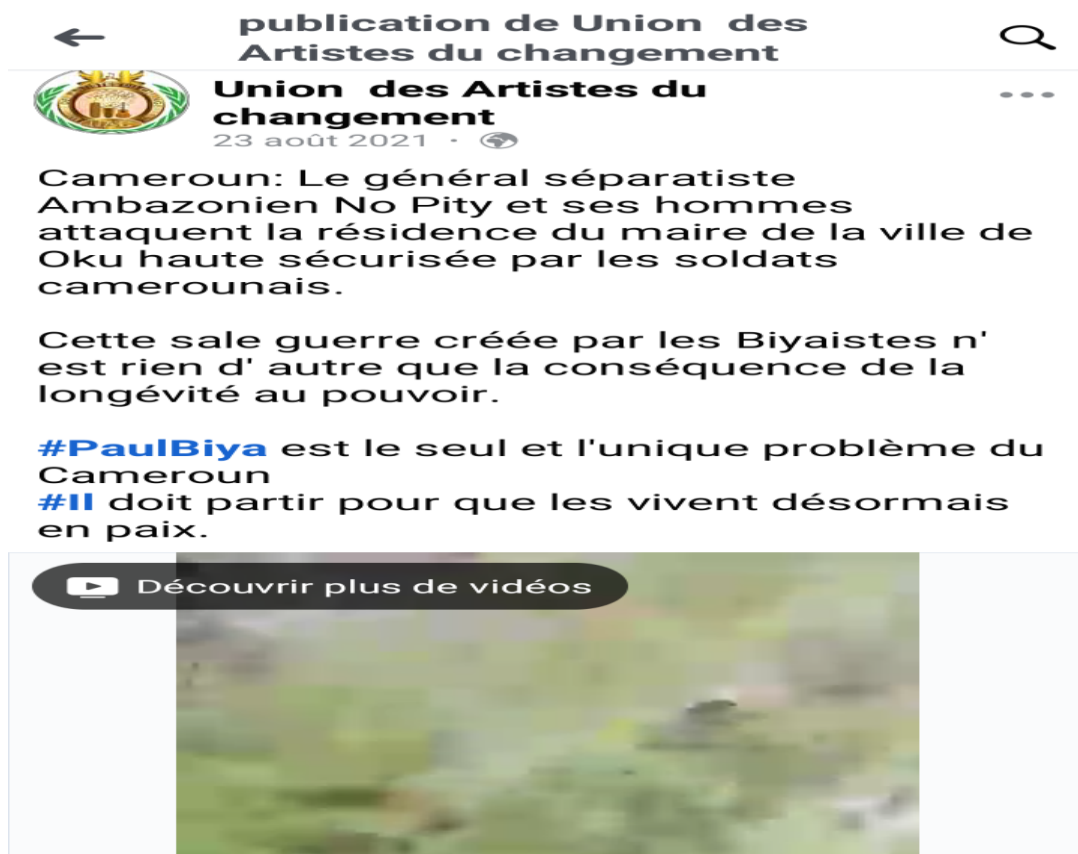 publication de Union des
Artistes du changement
Union des Artistes du
changement
23 août 2021 ·
Cameroun: Le général séparatiste
Ambazonien No Pity et ses hommes
attaquent la résidence du maire de la ville de
Oku haute sécurisée par les soldats
camerounais.
Cette sale guerre créée par les Biyaistes n'
est rien d' autre que la conséquence de la
longévité au pouvoir.
#PaulBiya est le seul et l'unique problème du
Cameroun
#Il doit partir pour que les vivent désormais
en paix.
Découvrir plus de vidéos